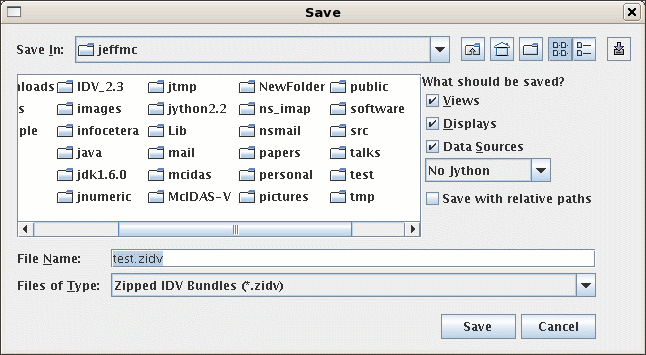 Save
Save In: jeffmc
nloads IDV_2.3 jtmp NewFolder public What should be saved?
s images jython2.2 ns_imap software Views
ple infocetera Lib nsmail src Displays
java mail papers talks Data Sources
jdk1.6.0 mcidas personal test No Jython
jnumeric McIDAS-V pictures tmp Save with relative paths
File Name: test.zidv
Files of Type: Zipped IDV Bundles (*.zidv)
Save Cancel